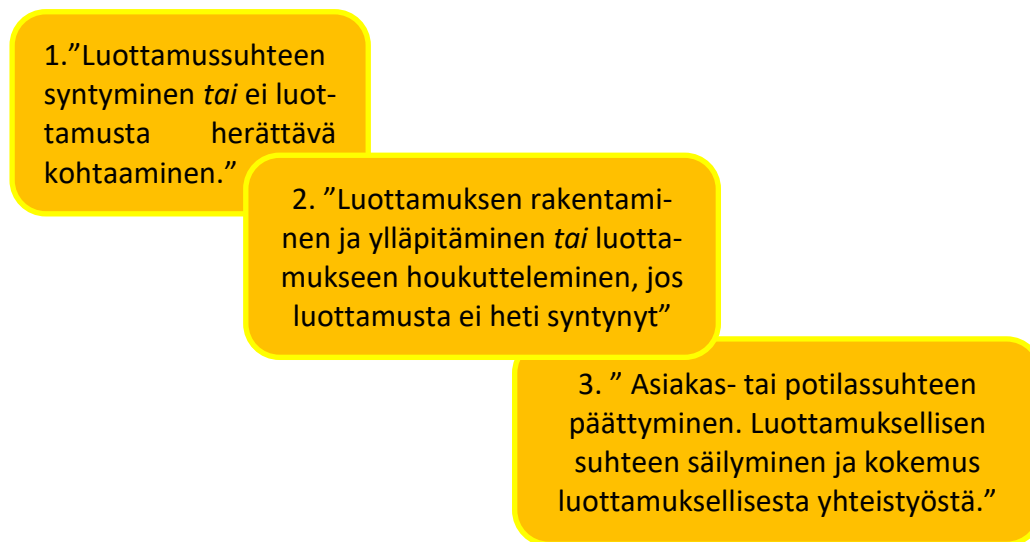 1.”Luottamussuhteen
syntyminen tai ei luot-
tamusta herättävä
kohtaaminen.”
2. ”Luottamuksen rakentami-
nen ja ylläpitäminen tai luotta-
mukseen houkutteleminen, jos
luottamusta ei heti syntynyt”
3. ” Asiakas- tai potilassuhteen
päättyminen. Luottamuksellisen
suhteen säilyminen ja kokemus
luottamuksellisesta yhteistyöstä.”